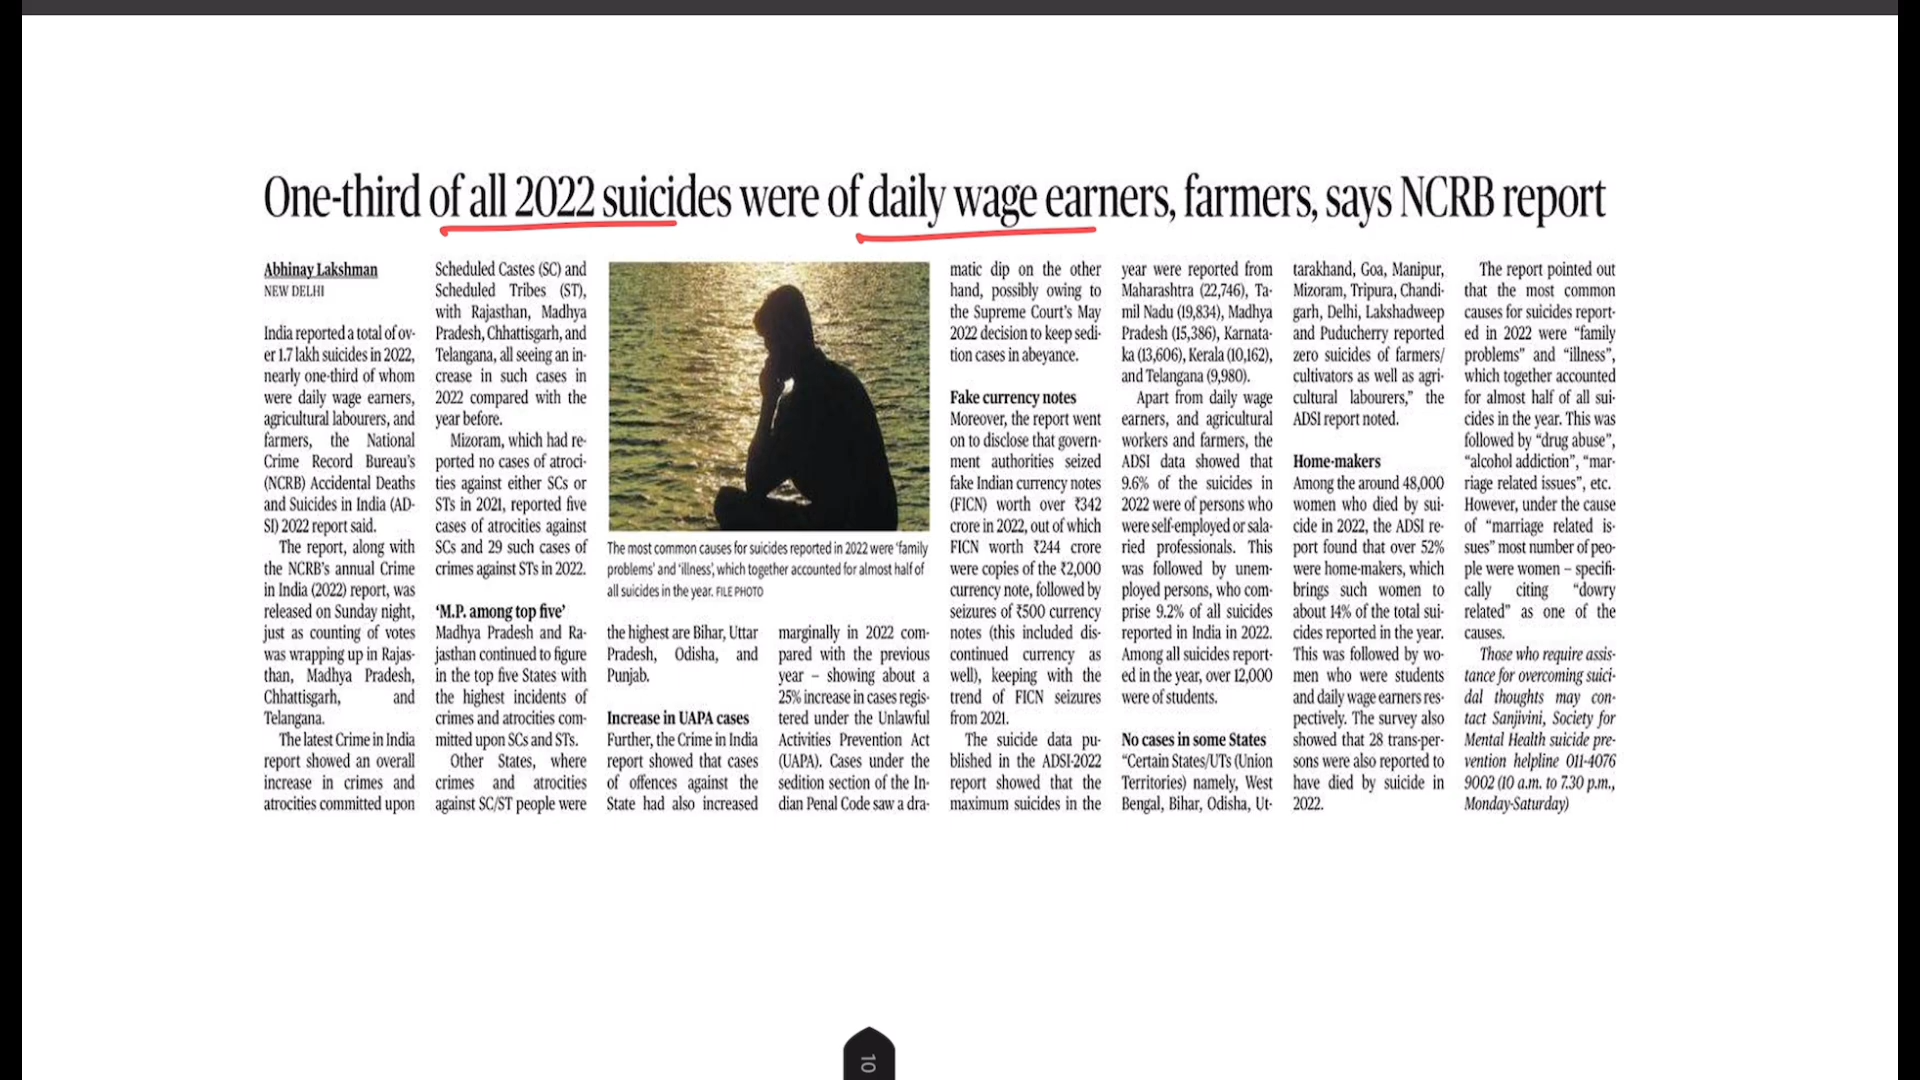 One-third of all 2022 suicides were of daily wage earners, farmers, says NCRB report
Abhinay Lakshman
NEW DELHI
India reported a total of ov-
er 1.7 lakh suicides in 2022,
nearly one-third of whom
were daily wage earners,
agricultural labourers, and
farmers, the National
Crime Record Bureau's
(NCRB) Accidental Deaths
and Suicides in India (AD-
SI) 2022 report said.
The report, along with
the NCRB's annual Crime
in India (2022) report, was
released on Sunday night,
just as counting of votes
was wrapping up in Rajas-
than, Madhya Pradesh,
Chhattisgarh, and
Telangana.
The latest Crime in India
report showed an overall
increase in crimes and
atrocities committed upon
Scheduled Castes (SC) and
Scheduled Tribes (ST),
with Rajasthan, Madhya
Pradesh, Chhattisgarh, and
Telangana, all seeing an in-
crease in such cases in
2022 compared with the
year before.
Mizoram, which had re-
ported no cases of atroci-
ties against either SCs or
STs in 2021, reported five
cases of atrocities against
SCs and 29 such cases of
crimes against STs in 2022.
'M.P. among top five'
Madhya Pradesh and Ra-
jasthan continued to figure
in the top five States with
the highest incidents of
crimes and atrocities com-
mitted upon SCs and STs.
Other States, where
crimes and atrocities
against SC/ST people were
The most common causes for suicides reported in 2022 were 'family
problems' and 'illness', which together accounted for almost half of
all suicides in the year. FILE PHOTO
the highest are Bihar, Uttar
Pradesh, Odisha, and
Punjab.
Increase in UAPA cases
Further, the Crime in India
report showed that cases
of offences against the
State had also increased
marginally in 2022 com-
pared with the previous
year – showing about a
25% increase in cases regis-
tered under the Unlawful
Activities Prevention Act
(UAPA). Cases under the
sedition section of the In-
dian Penal Code saw a dra-
matic dip on the other
hand, possibly owing to
the Supreme Court's May
2022 decision to keep sedi-
tion cases in abeyance.
Fake currency notes
Moreover, the report went
on to disclose that govern-
ment authorities seized
fake Indian currency notes
(FICN) worth over ₹342
crore in 2022, out of which
FICN worth ₹244 crore
were copies of the ₹2,000
currency note, followed by
seizures of ₹500 currency
notes (this included dis-
continued currency as
well), keeping with the
trend of FICN seizures
from 2021.
The suicide data pu-
blished in the ADSI-2022
report showed that the
maximum suicides in the
year were reported from
Maharashtra (22,746), Ta-
mil Nadu (19,834), Madhya
Pradesh (15,386), Karnata-
ka (13,606), Kerala (10,162),
and Telangana (9,980).
Apart from daily wage
earners, and agricultural
workers and farmers, the
ADSI data showed that
9.6% of the suicides in
2022 were of persons who
were self-employed or sala-
ried professionals. This
was followed by unem-
ployed persons, who com-
prise 9.2% of all suicides
reported in India in 2022.
Among all suicides report-
ed in the year, over 12,000
were of students.
No cases in some States
“Certain States/UTs (Union
Territories) namely, West
Bengal, Bihar, Odisha, Ut-
tarakhand, Goa, Manipur,
Mizoram, Tripura, Chandi-
garh, Delhi, Lakshadweep
and Puducherry reported
zero suicides of farmers/
cultivators as well as agri-
cultural labourers,” the
ADSI report noted.
Home-makers
Among the around 48,000
women who died by sui-
cide in 2022, the ADSI re-
port found that over 52%
were home-makers, which
brings such women to
about 14% of the total sui-
cides reported in the year.
This was followed by wo-
men who were students
and daily wage earners res-
pectively. The survey also
showed that 28 trans-per-
sons were also reported to
have died by suicide in
2022.
The report pointed out
that the most common
causes for suicides report-
ed in 2022 were “family
problems” and “illness”,
which together accounted
for almost half of all sui-
cides in the year. This was
followed by “drug abuse”,
“alcohol addiction”, “mar-
riage related issues”, etc.
However, under the cause
of “marriage related is-
sues” most number of peo-
ple were women – specifi-
cally citing “dowry
related” as one of the
causes.
Those who require assis-
tance for overcoming suici-
dal thoughts may con-
tact Sanjivini, Society for
Mental Health suicide pre-
vention helpline 011-4076
9002 (10 a.m. to 7.30 p.m.,
Monday-Saturday)
10